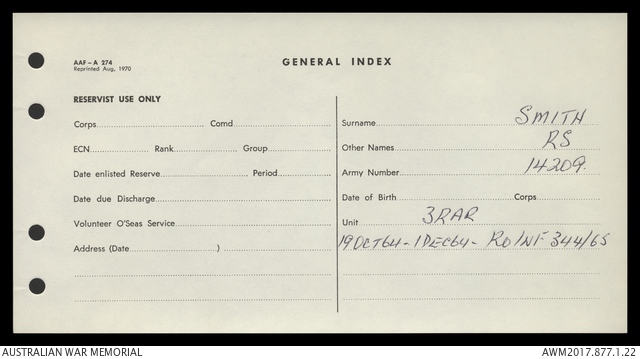 AAF-A 274
Reprinted Aug, 1970
GENERAL INDEX
RESERVIST USE ONLY
Corps Comd
ECN Rank Group
Date enlisted Reserve Period
Date due Discharge
Volunteer O'Seas Service
Address (Date )
Surname SMITH
Other Names RS
Army Number 14209.
Date of Birth Corps
Unit 3RAR
19 OCT 64 - 1 DEC 64 - RO INF 344/65
AUSTRALIAN WAR MEMORIAL
AWM2017.877.1.22